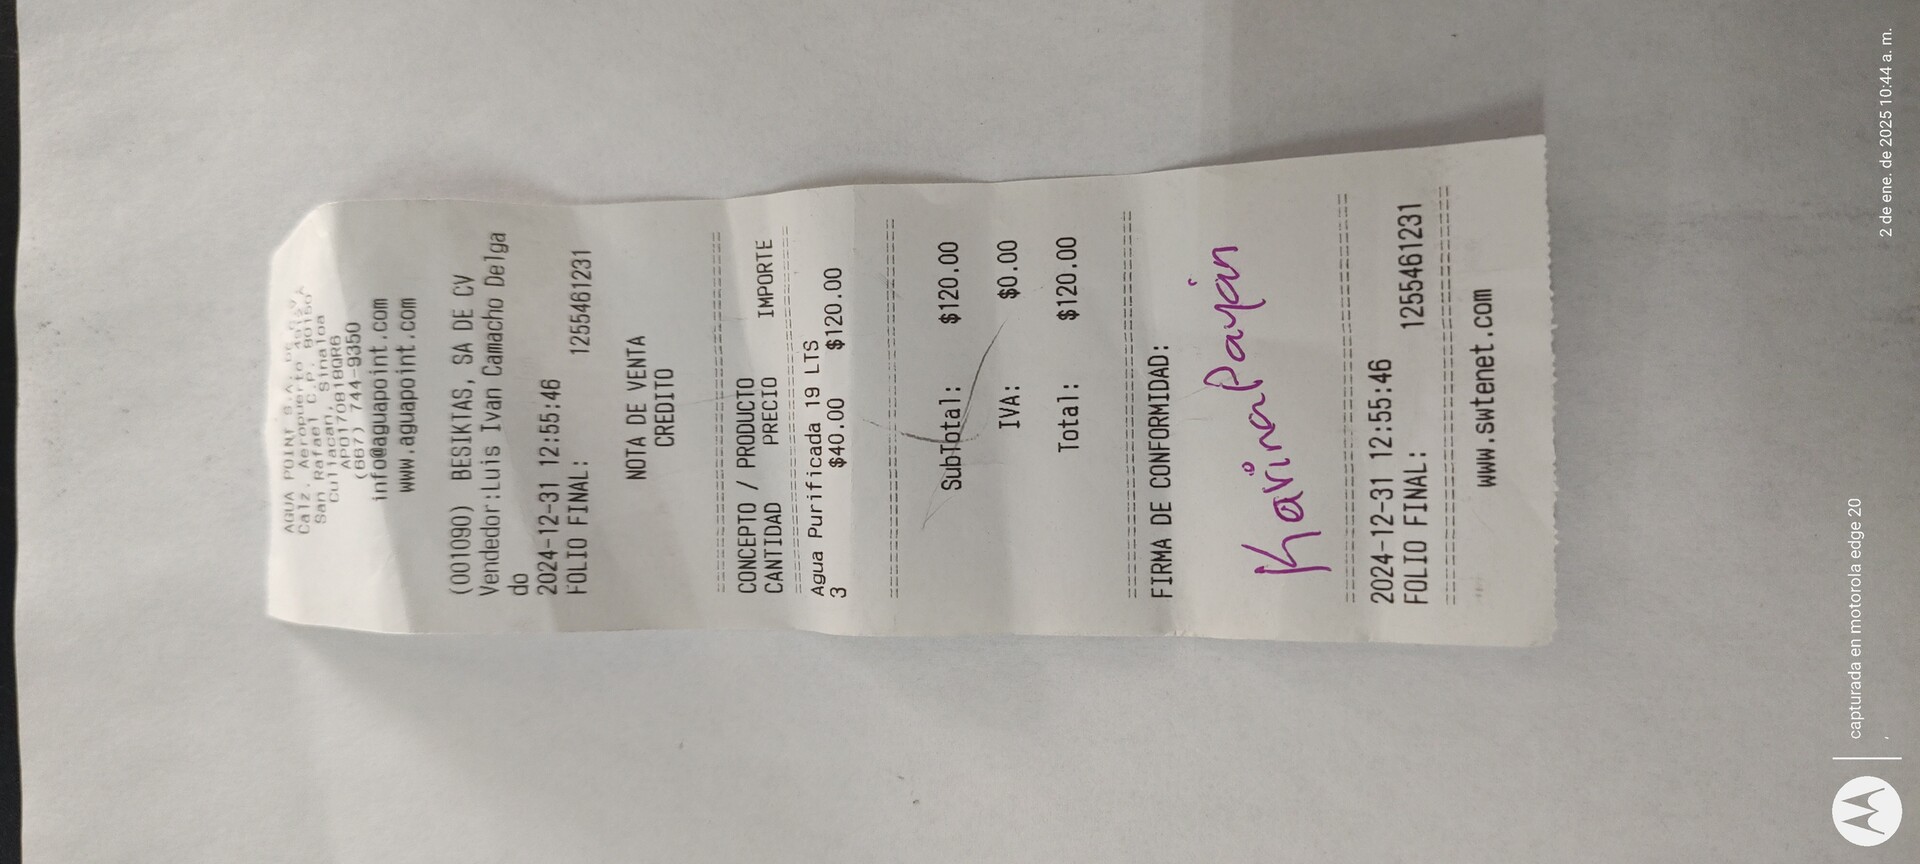 AGUA POINT S.A. DE C.V.
Calz. Aeropuerto
San Rafael C.P. 80150
Culiacan, Sinaloa
APO170818QR6
(667) 744-9350
info@aguapoint.com
www.aguapoint.com
(001090) BESIKTAS, SA DE CV
Vendedor:Luis Ivan Camacho Delga
do
2024-12-31 12:55:46
FOLIO FINAL: 1255461231
NOTA DE VENTA
CREDITO
================================
CONCEPTO / PRODUCTO
CANTIDAD PRECIO IMPORTE
================================
Agua Purificada 19 LTS
3 $40.00 $120.00
================================
SubTotal: $120.00
IVA: $0.00
Total: $120.00
================================
FIRMA DE CONFORMIDAD:
Karina Payán
================================
2024-12-31 12:55:46
FOLIO FINAL: 1255461231
================================
www.swtenet.com
capturada en motorola edge 20
2 de ene. de 2025 10:44 a. m.